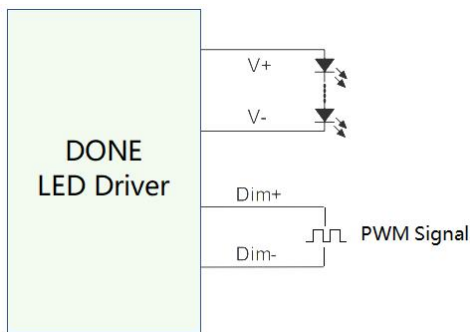 V+
V-
DONE
LED Driver
Dim+
PWM Signal
Dim-